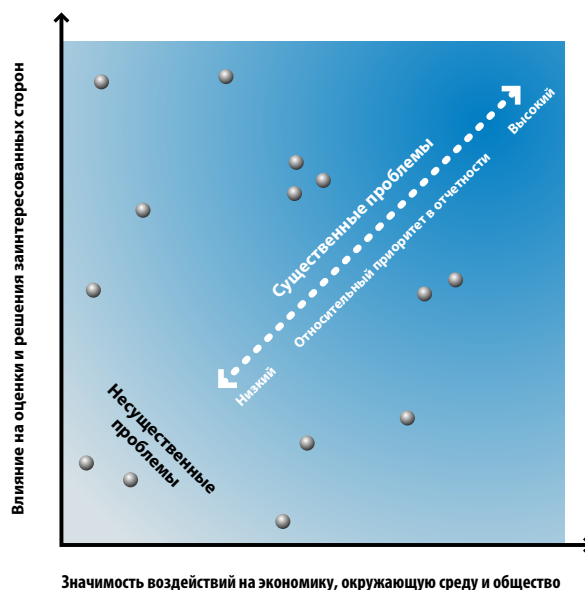 Влияние на оценки и решения заинтересованных сторон
Высокий
Существенные проблемы
Относительный приоритет в отчетности
Низкий
Несущественные
проблемы
Значимость воздействий на экономику, окружающую среду и общество